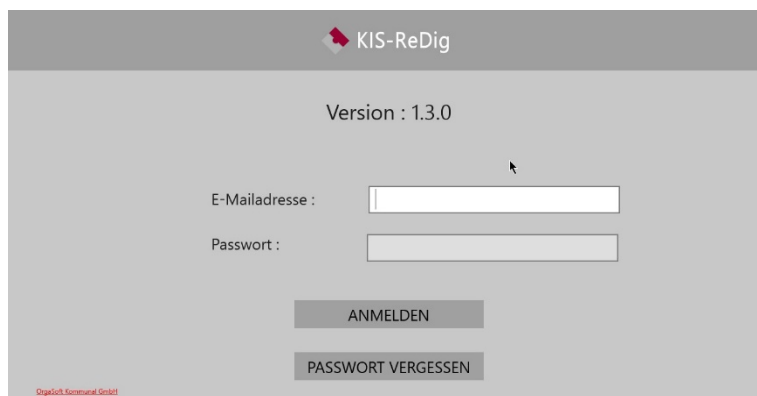 KIS-ReDig
Version : 1.3.0
E-Mailadresse :
Passwort :
ANMELDEN
PASSWORT VERGESSEN
OrgaSoft Kommunal GmbH